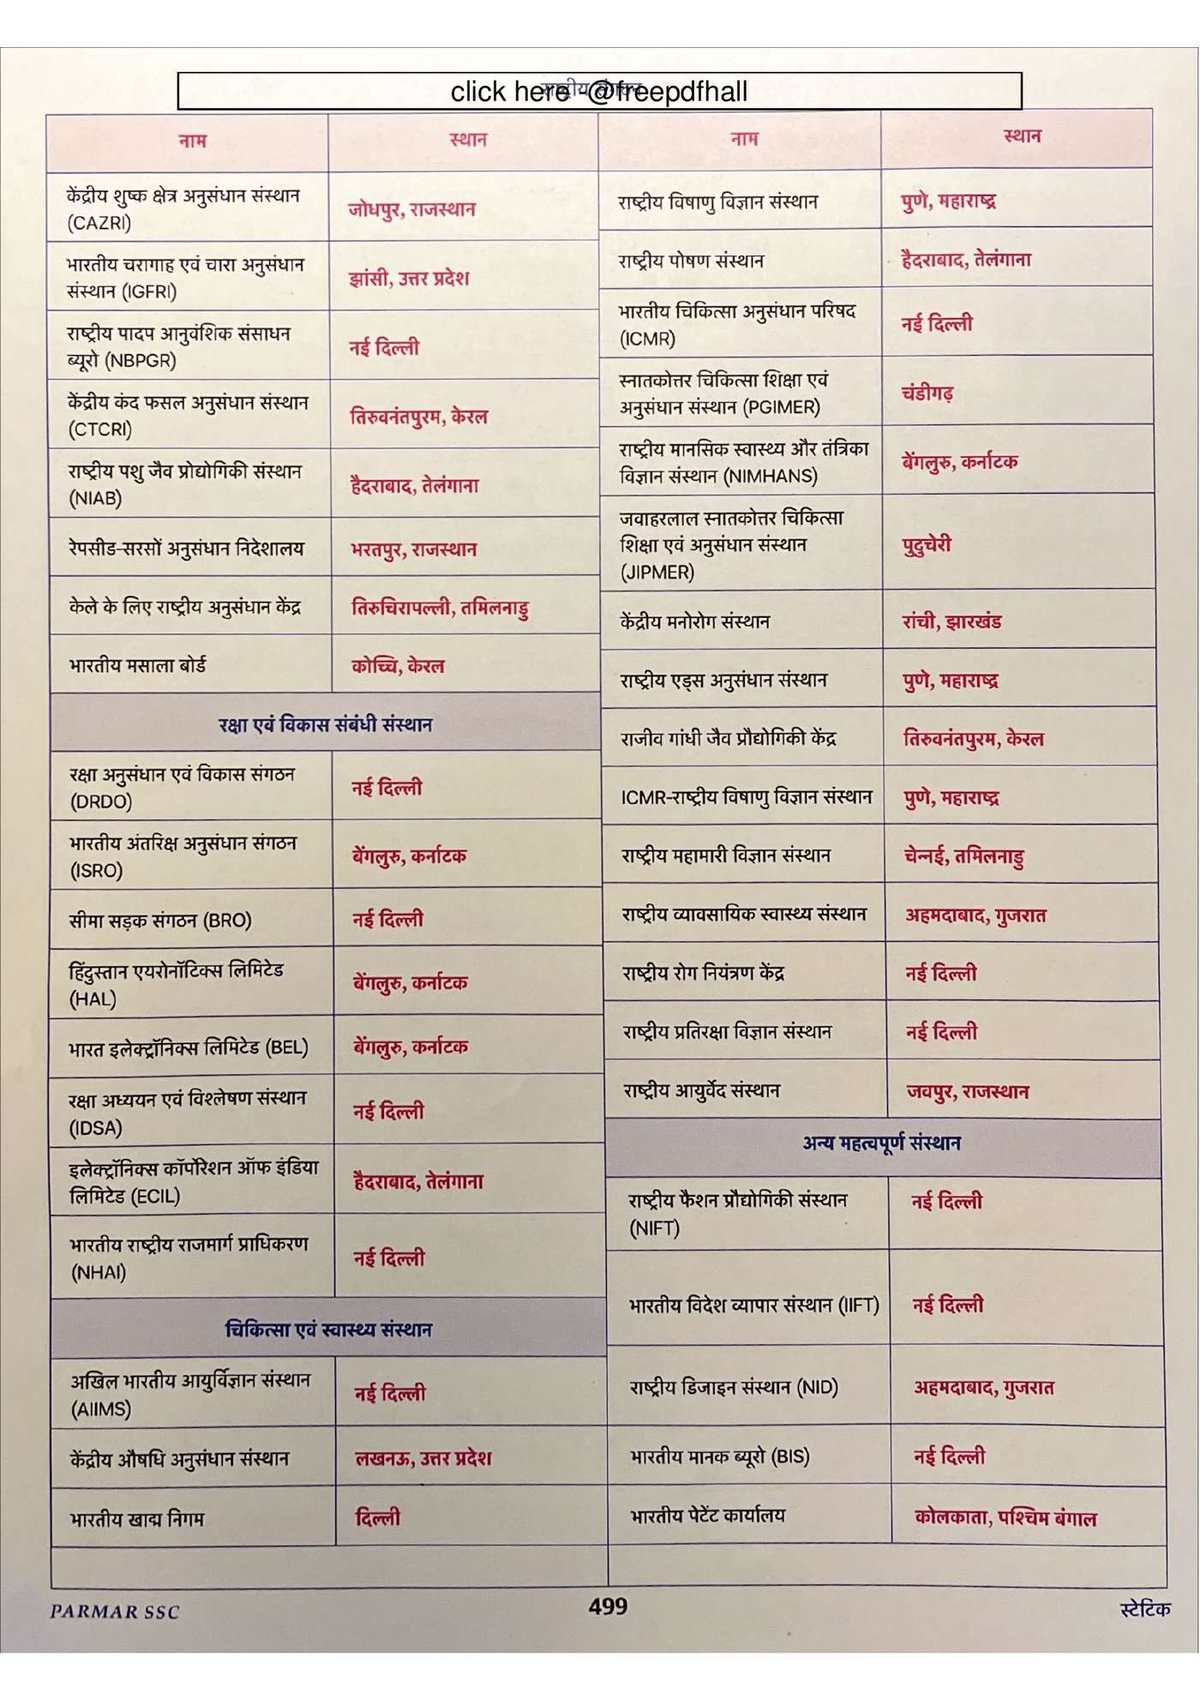 click here @freepdfhall
नाम स्थान
केंद्रीय शुष्क क्षेत्र अनुसंधान संस्थान
(CAZRI)
जोधपुर, राजस्थान
भारतीय चरागाह एवं चारा अनुसंधान
संस्थान (IGFRI)
झांसी, उत्तर प्रदेश
राष्ट्रीय पादप आनुवंशिक संसाधन
ब्यूरो (NBPGR)
नई दिल्ली
केंद्रीय कंद फसल अनुसंधान संस्थान
(CTCRI)
तिरुवनंतपुरम, केरल
राष्ट्रीय पशु जैव प्रोद्योगिकी संस्थान
(NIAB)
हैदराबाद, तेलंगाना
रेपसीड-सरसों अनुसंधान निदेशालय
भरतपुर, राजस्थान
केले के लिए राष्ट्रीय अनुसंधान केंद्र
तिरुचिरापल्ली, तमिलनाडु
भारतीय मसाला बोर्ड
कोच्चि, केरल
रक्षा एवं विकास संबंधी संस्थान
रक्षा अनुसंधान एवं विकास संगठन
(DRDO)
नई दिल्ली
भारतीय अंतरिक्ष अनुसंधान संगठन
(ISRO)
बेंगलुरु, कर्नाटक
सीमा सड़क संगठन (BRO)
नई दिल्ली
हिंदुस्तान एयरोनॉटिक्स लिमिटेड
(HAL)
बेंगलुरु, कर्नाटक
भारत इलेक्ट्रॉनिक्स लिमिटेड (BEL)
बेंगलुरु, कर्नाटक
रक्षा अध्ययन एवं विश्लेषण संस्थान
(IDSA)
नई दिल्ली
इलेक्ट्रॉनिक्स कॉर्पोरेशन ऑफ इंडिया
लिमिटेड (ECIL)
हैदराबाद, तेलंगाना
भारतीय राष्ट्रीय राजमार्ग प्राधिकरण
(NHAI)
नई दिल्ली
चिकित्सा एवं स्वास्थ्य संस्थान
अखिल भारतीय आयुर्विज्ञान संस्थान
(AIIMS)
नई दिल्ली
केंद्रीय औषधि अनुसंधान संस्थान
लखनऊ, उत्तर प्रदेश
भारतीय खाद्य निगम
दिल्ली
नाम स्थान
राष्ट्रीय विषाणु विज्ञान संस्थान
पुणे, महाराष्ट्र
राष्ट्रीय पोषण संस्थान
हैदराबाद, तेलंगाना
भारतीय चिकित्सा अनुसंधान परिषद
(ICMR)
नई दिल्ली
स्नातकोत्तर चिकित्सा शिक्षा एवं
अनुसंधान संस्थान (PGIMER)
चंडीगढ़
राष्ट्रीय मानसिक स्वास्थ्य और तंत्रिका
विज्ञान संस्थान (NIMHANS)
बेंगलुरु, कर्नाटक
जवाहरलाल स्नातकोत्तर चिकित्सा
शिक्षा एवं अनुसंधान संस्थान
(JIPMER)
पुदुचेरी
केंद्रीय मनोरोग संस्थान
रांची, झारखंड
राष्ट्रीय एड्स अनुसंधान संस्थान
पुणे, महाराष्ट्र
राजीव गांधी जैव प्रौद्योगिकी केंद्र
तिरुवनंतपुरम, केरल
ICMR-राष्ट्रीय विषाणु विज्ञान संस्थान
पुणे, महाराष्ट्र
राष्ट्रीय महामारी विज्ञान संस्थान
चेन्नई, तमिलनाडु
राष्ट्रीय व्यावसायिक स्वास्थ्य संस्थान
अहमदाबाद, गुजरात
राष्ट्रीय रोग नियंत्रण केंद्र
नई दिल्ली
राष्ट्रीय प्रतिरक्षा विज्ञान संस्थान
नई दिल्ली
राष्ट्रीय आयुर्वेद संस्थान
जवपुर, राजस्थान
अन्य महत्वपूर्ण संस्थान
राष्ट्रीय फैशन प्रौद्योगिकी संस्थान
(NIFT)
नई दिल्ली
भारतीय विदेश व्यापार संस्थान (IIFT)
नई दिल्ली
राष्ट्रीय डिजाइन संस्थान (NID)
अहमदाबाद, गुजरात
भारतीय मानक ब्यूरो (BIS)
नई दिल्ली
भारतीय पेटेंट कार्यालय
कोलकाता, पश्चिम बंगाल
PARMAR SSC 499 स्टेटिक